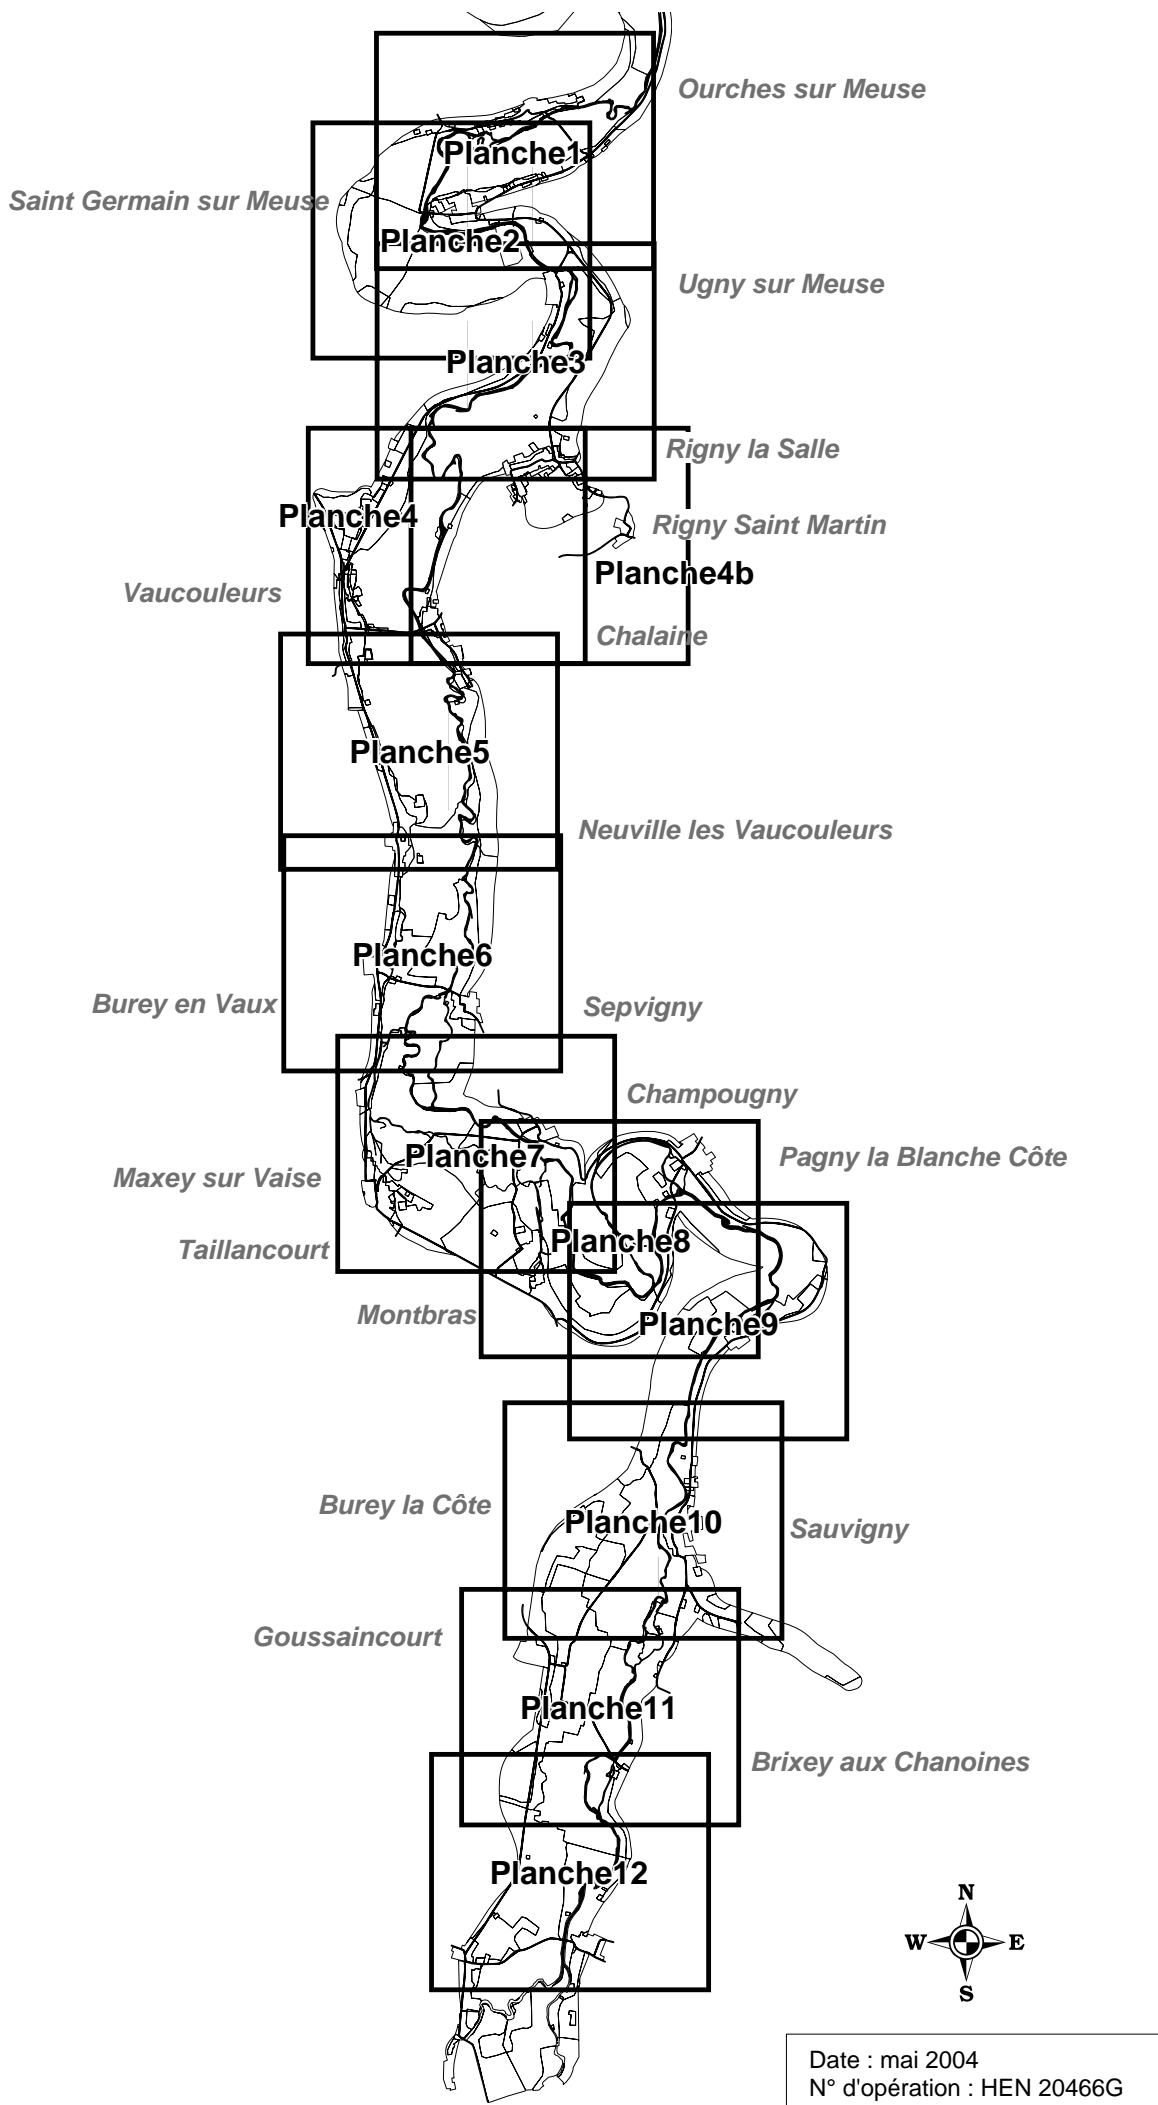 Ourches sur Meuse
Planche1
Saint Germain sur Meuse
Planche2
Ugny sur Meuse
Planche3
Rigny la Salle
Planche4
Rigny Saint Martin
Planche4b
Vaucouleurs
Chalaine
Planche5
Neuville les Vaucouleurs
Planche6
Burey en Vaux
Sepvigny
Champougny
Planche7
Pagny la Blanche Côte
Maxey sur Vaise
Planche8
Taillancourt
Montbras
Planche9
Burey la Côte
Planche10
Sauvigny
Goussaincourt
Planche11
Brixey aux Chanoines
Planche12
N
W E
S
Date : mai 2004
N° d'opération : HEN 20466G